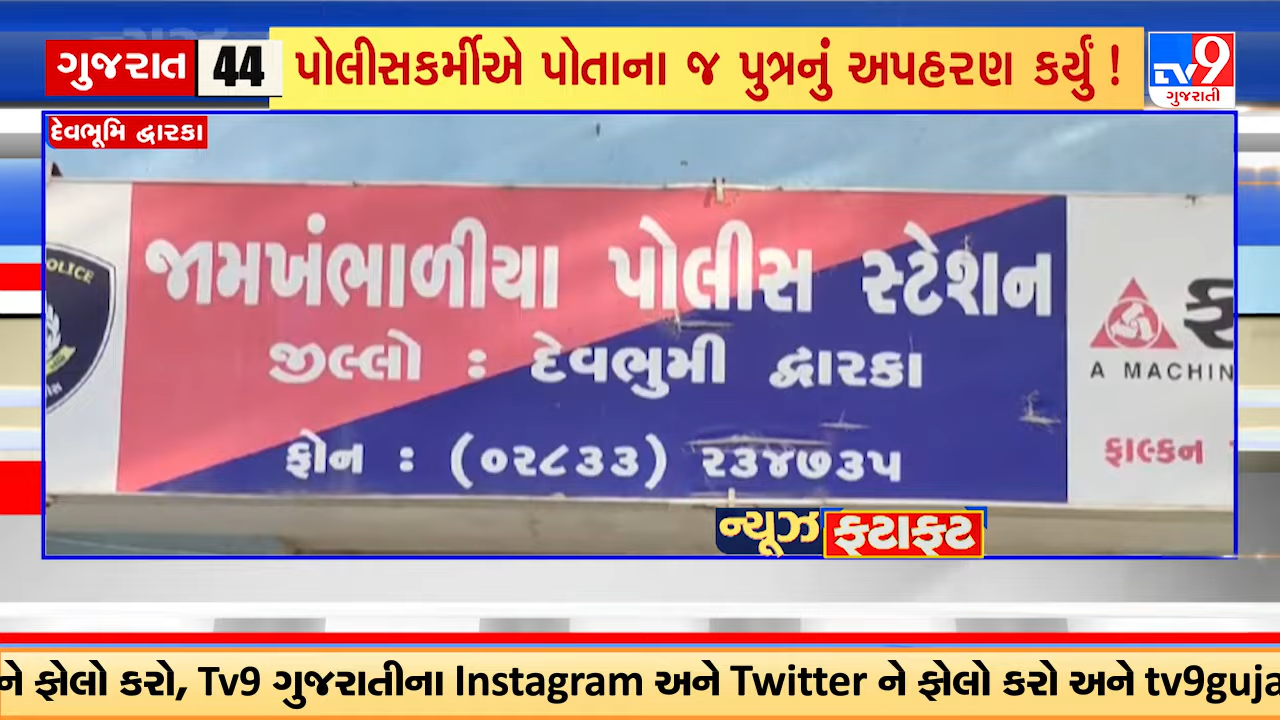 ગુજરાત 44 પોલીસકર્મીએ પોતાના જ પુત્રનું અપહરણ કર્યું !
TV9
ગુજરાતી
દેવભૂમિ દ્વારકા
જામખંભાળીયા પોલીસ સ્ટેશન
જીલ્લો : દેવભુમી દ્વારકા
ફોન : (૦૨૮૩૩) ૨૩૪૭૩૫
OLICE
A MACHIN
ફાલ્કન
ન્યૂઝ ફટાફટ
ને ફોલો કરો, Tv9 ગુજરાતીના Instagram અને Twitter ને ફોલો કરો અને tv9guja